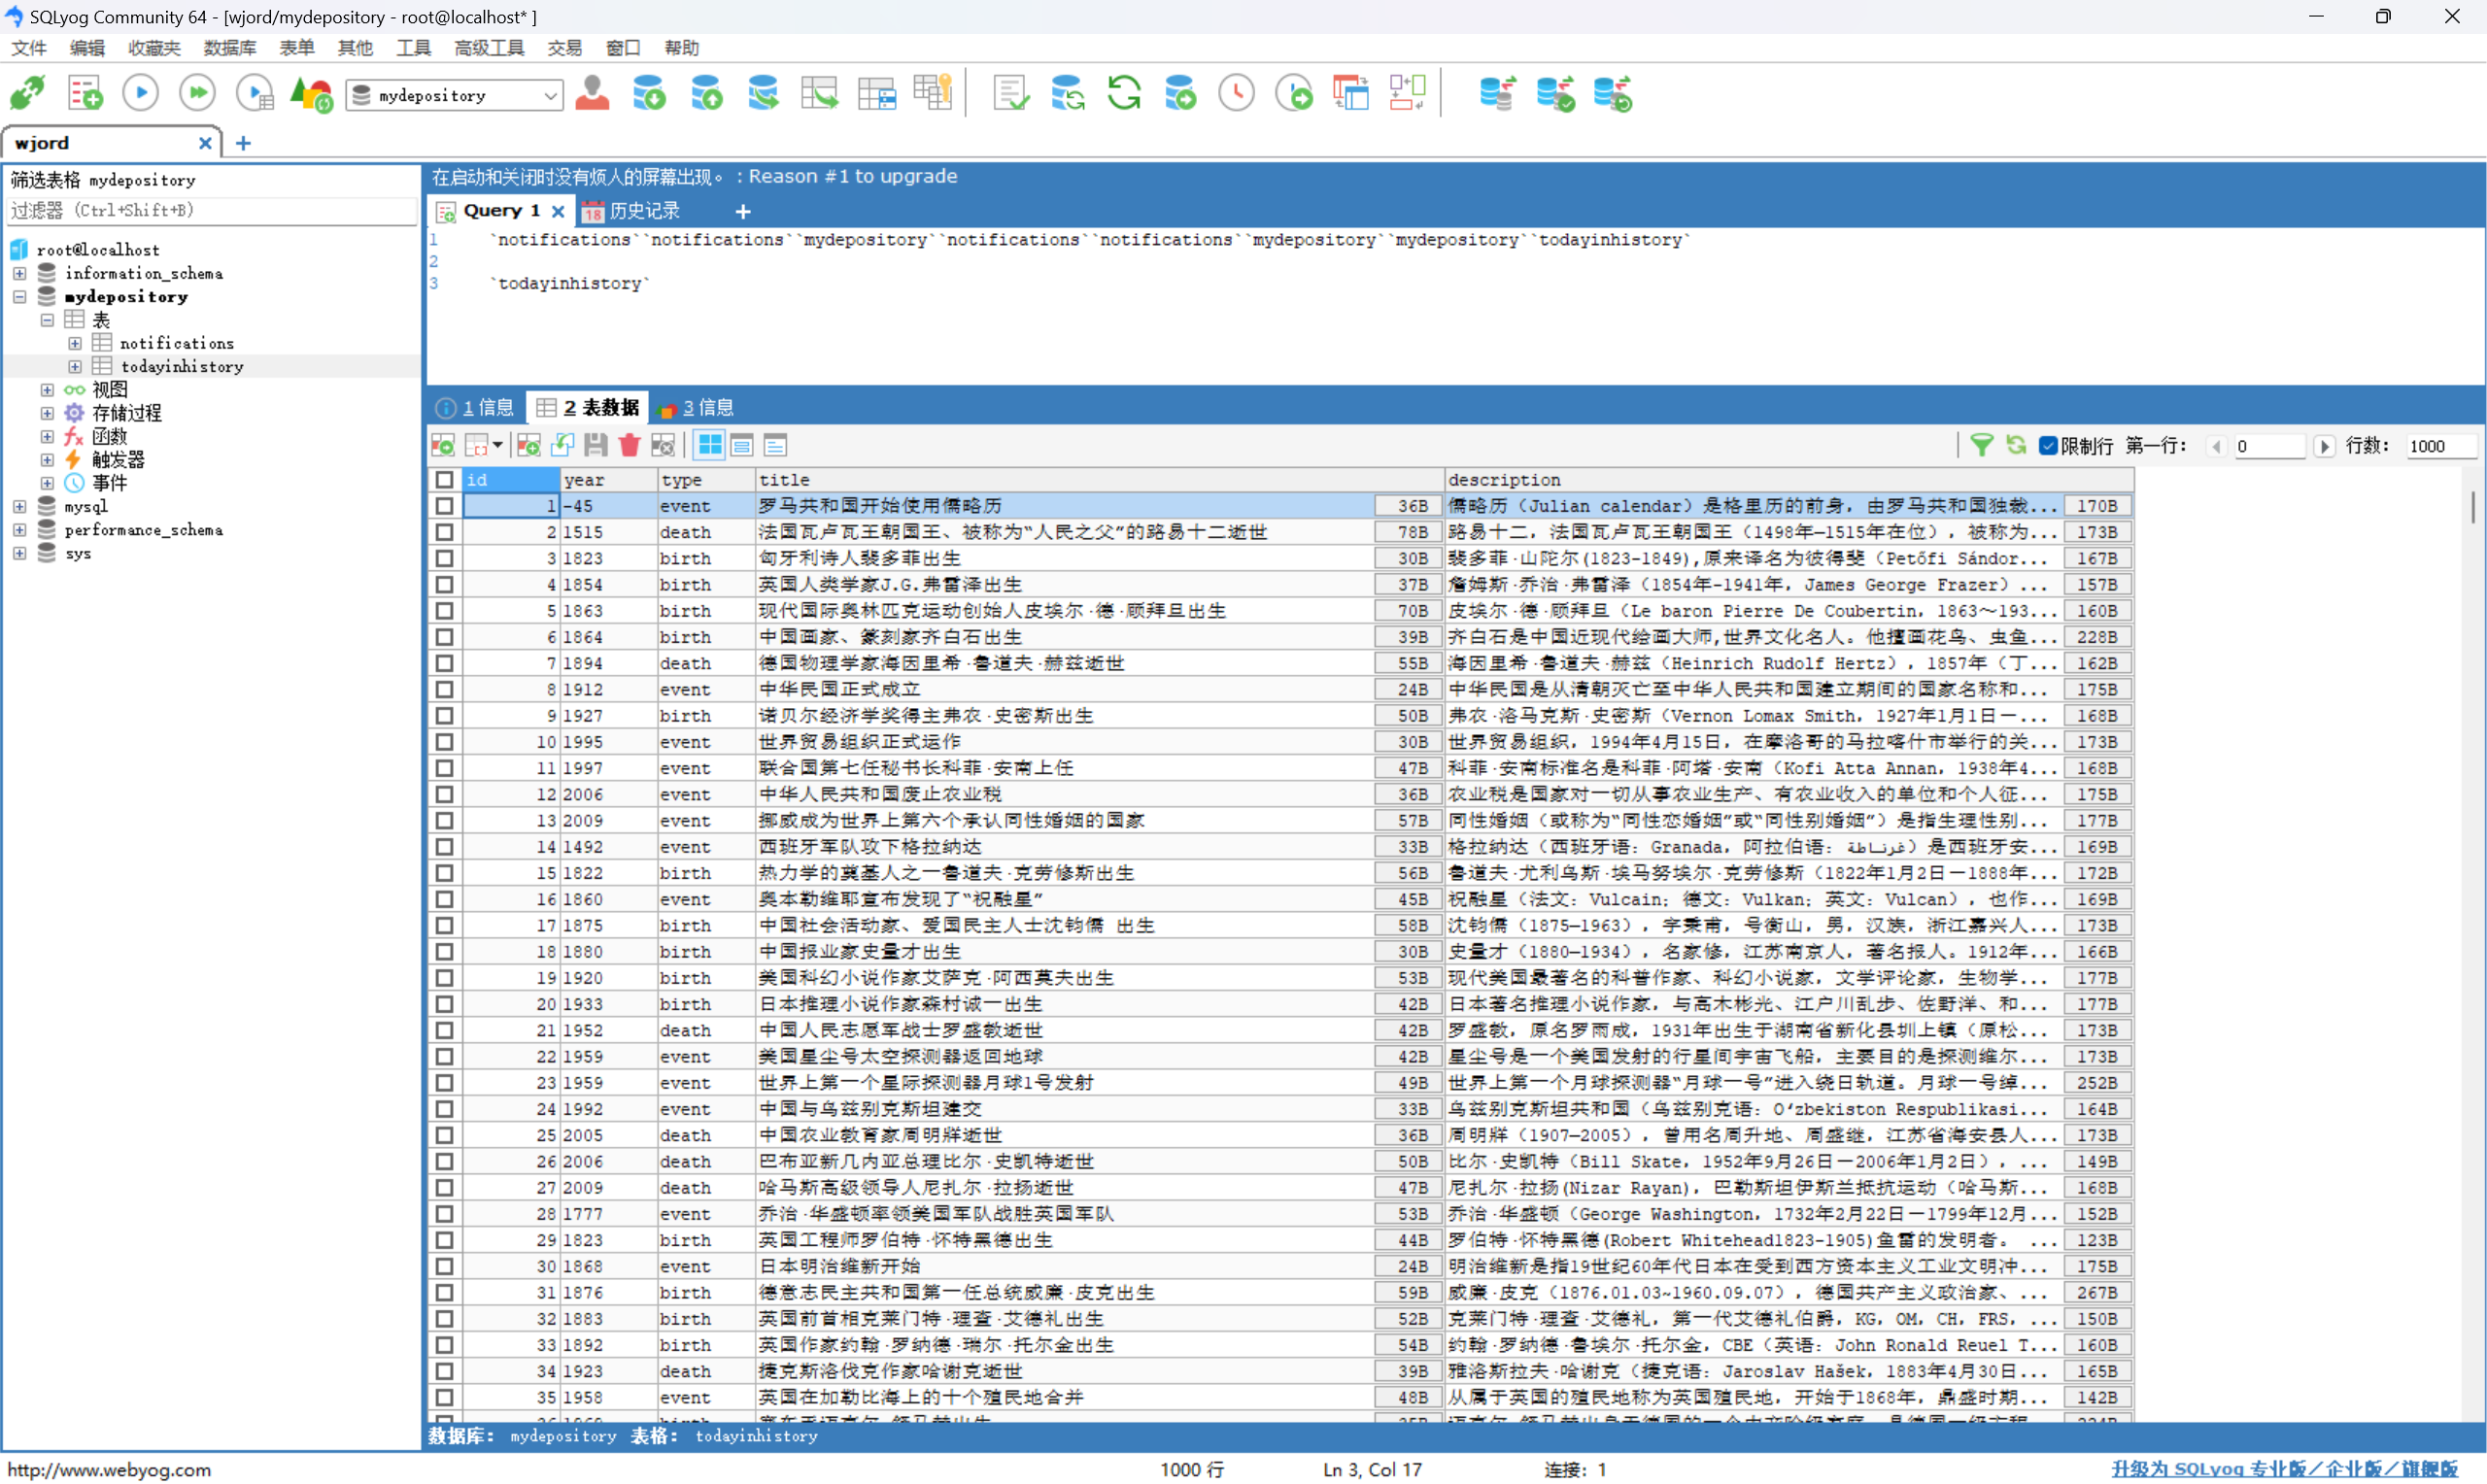 SQLyog Community 64 - [wjord/mydepository - root@localhost* ]
文件 编辑 收藏夹 数据库 表单 其他 工具 高级工具 交易 窗口 帮助
mydepository
wjord
筛选表格 mydepository
过滤器 (Ctrl+Shift+B)
root@localhost
information_schema
mydepository
表
notifications
todayinhistory
视图
存储过程
函数
触发器
事件
mysql
performance_schema
sys
在启动和关闭时没有烦人的屏幕出现。 : Reason #1 to upgrade
Query 1 18 历史记录
1 `notifications``notifications``mydepository``notifications``notifications``mydepository``mydepository``todayinhistory`
2
3 `todayinhistory`
1 信息 2 表数据 3 信息
限制行 第一行: 0 行数: 1000
id year type title description
1 -45 event 罗马共和国开始使用儒略历 36B 儒略历（Julian calendar）是格里历的前身，由罗马共和国独裁... 170B
2 1515 death 法国瓦卢瓦王朝国王、被称为“人民之父”的路易十二逝世 78B 路易十二，法国瓦卢瓦王朝国王（1498年—1515年在位），被称为... 173B
3 1823 birth 匈牙利诗人裴多菲出生 30B 裴多菲·山陀尔(1823-1849),原来译名为彼得斐（Petőfi Sándor... 167B
4 1854 birth 英国人类学家J.G.弗雷泽出生 37B 詹姆斯·乔治·弗雷泽（1854年-1941年，James George Frazer）... 157B
5 1863 birth 现代国际奥林匹克运动创始人皮埃尔·德·顾拜旦出生 70B 皮埃尔·德·顾拜旦（Le baron Pierre De Coubertin，1863～193... 160B
6 1864 birth 中国画家、篆刻家齐白石出生 39B 齐白石是中国近现代绘画大师,世界文化名人。他擅画花鸟、虫鱼... 228B
7 1894 death 德国物理学家海因里希·鲁道夫·赫兹逝世 55B 海因里希·鲁道夫·赫兹（Heinrich Rudolf Hertz），1857年（丁... 162B
8 1912 event 中华民国正式成立 24B 中华民国是从清朝灭亡至中华人民共和国建立期间的国家名称和... 175B
9 1927 birth 诺贝尔经济学奖得主弗农·史密斯出生 50B 弗农·洛马克斯·史密斯（Vernon Lomax Smith，1927年1月1日－... 168B
10 1995 event 世界贸易组织正式运作 30B 世界贸易组织，1994年4月15日，在摩洛哥的马拉喀什市举行的关... 173B
11 1997 event 联合国第七任秘书长科菲·安南上任 47B 科菲·安南标准名是科菲·阿塔·安南（Kofi Atta Annan，1938年4... 168B
12 2006 event 中华人民共和国废止农业税 36B 农业税是国家对一切从事农业生产、有农业收入的单位和个人征... 175B
13 2009 event 挪威成为世界上第六个承认同性婚姻的国家 57B 同性婚姻（或称为“同性恋婚姻”或“同性别婚姻”）是指生理性别... 177B
14 1492 event 西班牙军队攻下格拉纳达 33B 格拉纳达（西班牙语：Granada，阿拉伯语：غرناطة）是西班牙安... 169B
15 1822 birth 热力学的奠基人之一鲁道夫·克劳修斯出生 56B 鲁道夫·尤利乌斯·埃马努埃尔·克劳修斯（1822年1月2日－1888年... 172B
16 1860 event 奥本勒维耶宣布发现了“祝融星” 45B 祝融星（法文：Vulcain；德文：Vulkan；英文：Vulcan），也作... 169B
17 1875 birth 中国社会活动家、爱国民主人士沈钧儒 出生 58B 沈钧儒（1875—1963），字秉甫，号衡山，男，汉族，浙江嘉兴人... 173B
18 1880 birth 中国报业家史量才出生 30B 史量才（1880—1934），名家修，江苏南京人，著名报人。1912年... 166B
19 1920 birth 美国科幻小说作家艾萨克·阿西莫夫出生 53B 现代美国最著名的科普作家、科幻小说家，文学评论家，生物学... 177B
20 1933 birth 日本推理小说作家森村诚一出生 42B 日本著名推理小说作家，与高木彬光、江户川乱步、佐野洋、和... 177B
21 1952 death 中国人民志愿军战士罗盛教逝世 42B 罗盛教，原名罗雨成，1931年出生于湖南省新化县圳上镇（原松... 173B
22 1959 event 美国星尘号太空探测器返回地球 42B 星尘号是一个美国发射的行星间宇宙飞船，主要目的是探测维尔... 173B
23 1959 event 世界上第一个星际探测器月球1号发射 49B 世界上第一个月球探测器“月球一号”进入绕日轨道。月球一号绰... 252B
24 1992 event 中国与乌兹别克斯坦建交 33B 乌兹别克斯坦共和国（乌兹别克语：O‘zbekiston Respublikasi... 164B
25 2005 death 中国农业教育家周明牂逝世 36B 周明牂（1907—2005），曾用名周升地、周盛继，江苏省海安县人... 173B
26 2006 death 巴布亚新几内亚总理比尔·史凯特逝世 50B 比尔·史凯特（Bill Skate，1952年9月26日－2006年1月2日），... 149B
27 2009 death 哈马斯高级领导人尼扎尔·拉扬逝世 47B 尼扎尔·拉扬(Nizar Rayan)，巴勒斯坦伊斯兰抵抗运动（哈马斯... 168B
28 1777 event 乔治·华盛顿率领美国军队战胜英国军队 53B 乔治·华盛顿（George Washington，1732年2月22日－1799年12月... 152B
29 1823 birth 英国工程师罗伯特·怀特黑德出生 44B 罗伯特·怀特黑德(Robert Whitehead1823-1905)鱼雷的发明者。 ... 123B
30 1868 event 日本明治维新开始 24B 明治维新是指19世纪60年代日本在受到西方资本主义工业文明冲... 175B
31 1876 birth 德意志民主共和国第一任总统威廉·皮克出生 59B 威廉·皮克（1876.01.03~1960.09.07），德国共产主义政治家、... 267B
32 1883 birth 英国前首相克莱门特·理查·艾德礼出生 52B 克莱门特·理查·艾德礼，第一代艾德礼伯爵，KG，OM，CH，FRS，... 150B
33 1892 birth 英国作家约翰·罗纳德·瑞尔·托尔金出生 54B 约翰·罗纳德·鲁埃尔·托尔金，CBE（英语：John Ronald Reuel T... 160B
34 1923 death 捷克斯洛伐克作家哈谢克逝世 39B 雅洛斯拉夫·哈谢克（捷克语：Jaroslav Hašek，1883年4月30日... 165B
35 1958 event 英国在加勒比海上的十个殖民地合并 48B 从属于英国的殖民地称为英国殖民地，开始于1868年，鼎盛时期... 142B
数据库: mydepository 表格: todayinhistory
http://www.webyog.com 1000 行 Ln 3, Col 17 连接: 1 升级为 SQLyog 专业版/企业版/旗舰版